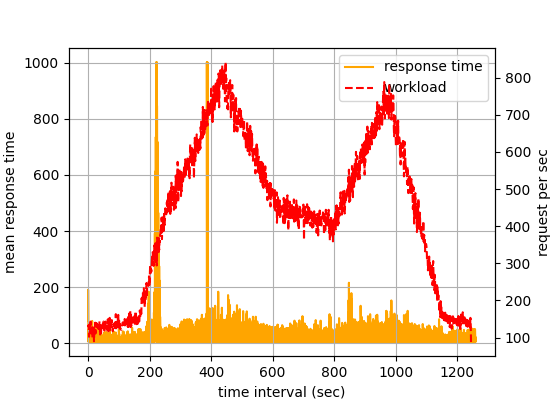 response time
workload
mean response time
1000
800
600
400
200
0
800
700
600
500
400
300
200
100
request per sec
0 200 400 600 800 1000 1200
time interval (sec)